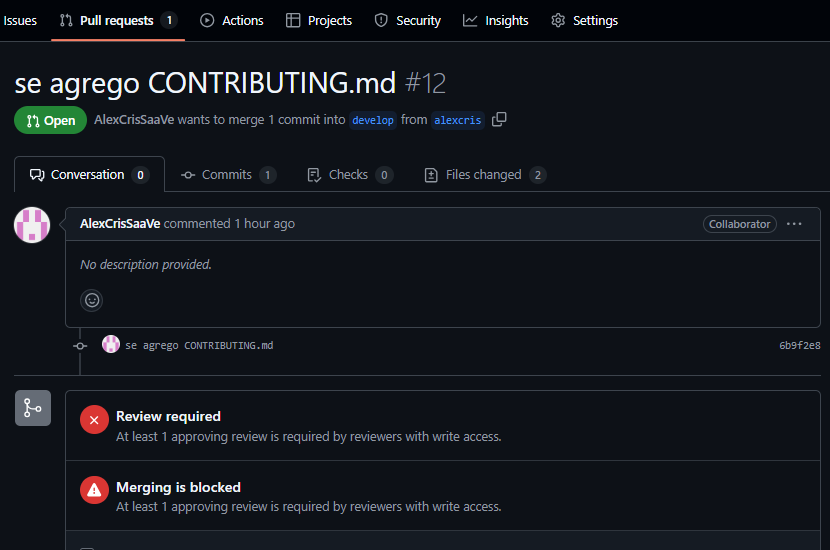 Issues Pull requests 1 Actions Projects Security Insights Settings
se agrego CONTRIBUTING.md #12
Open AlexCrisSaaVe wants to merge 1 commit into develop from alexcris
Conversation 0 Commits 1 Checks 0 Files changed 2
AlexCrisSaaVe commented 1 hour ago Collaborator
No description provided.
se agrego CONTRIBUTING.md 6b9f2e8
Review required
At least 1 approving review is required by reviewers with write access.
Merging is blocked
At least 1 approving review is required by reviewers with write access.